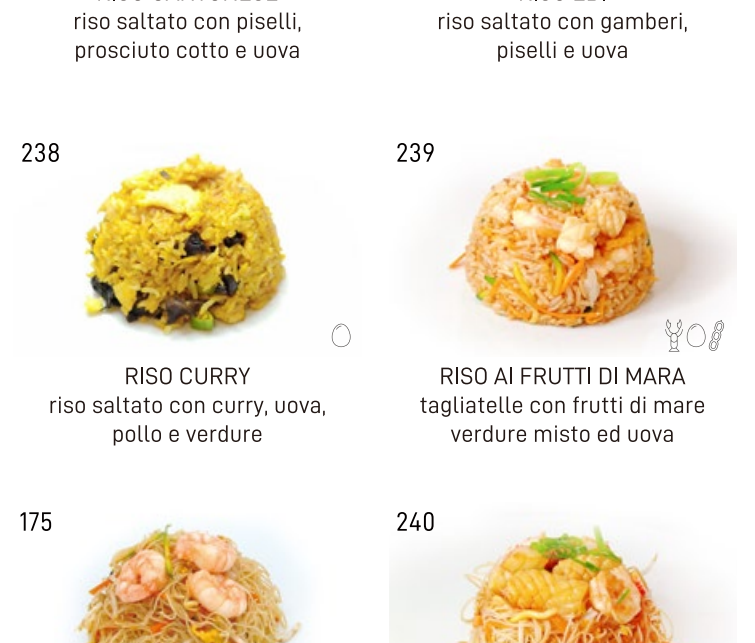 riso saltato con piselli,
prosciuto cotto e uova
riso saltato con gamberi,
piselli e uova
238
RISO CURRY
riso saltato con curry, uova,
pollo e verdure
239
RISO AI FRUTTI DI MARA
tagliatelle con frutti di mare
verdure misto ed uova
175
240